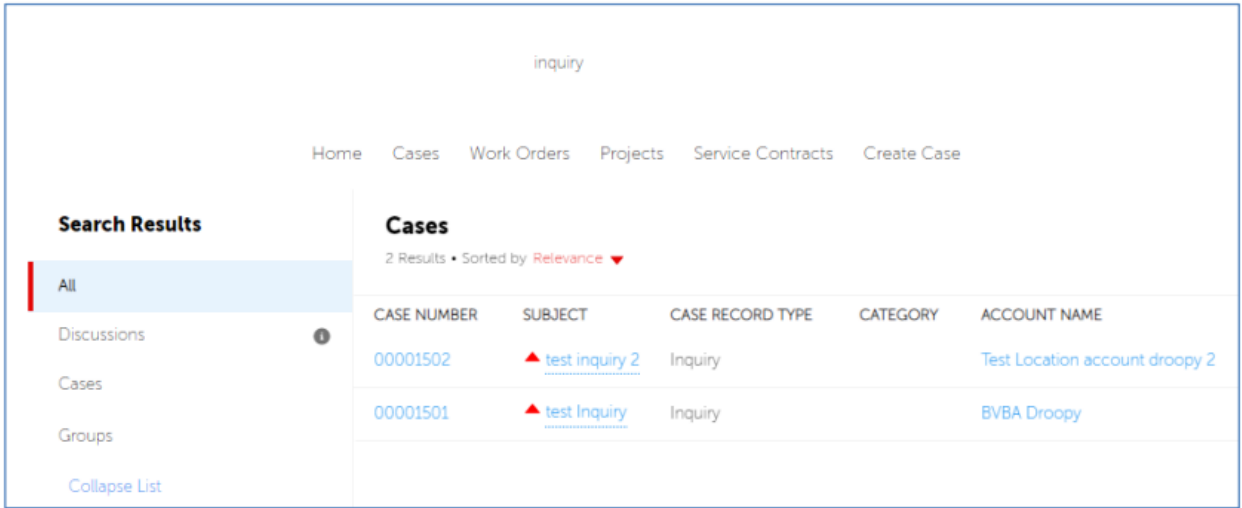 inquiry
Home Cases Work Orders Projects Service Contracts Create Case
Search Results
All
Discussions
Cases
Groups
Collapse List
Cases
2 Results • Sorted by Relevance
CASE NUMBER SUBJECT CASE RECORD TYPE CATEGORY ACCOUNT NAME
00001502 test inquiry 2 Inquiry Test Location account droopy 2
00001501 test Inquiry Inquiry BVBA Droopy